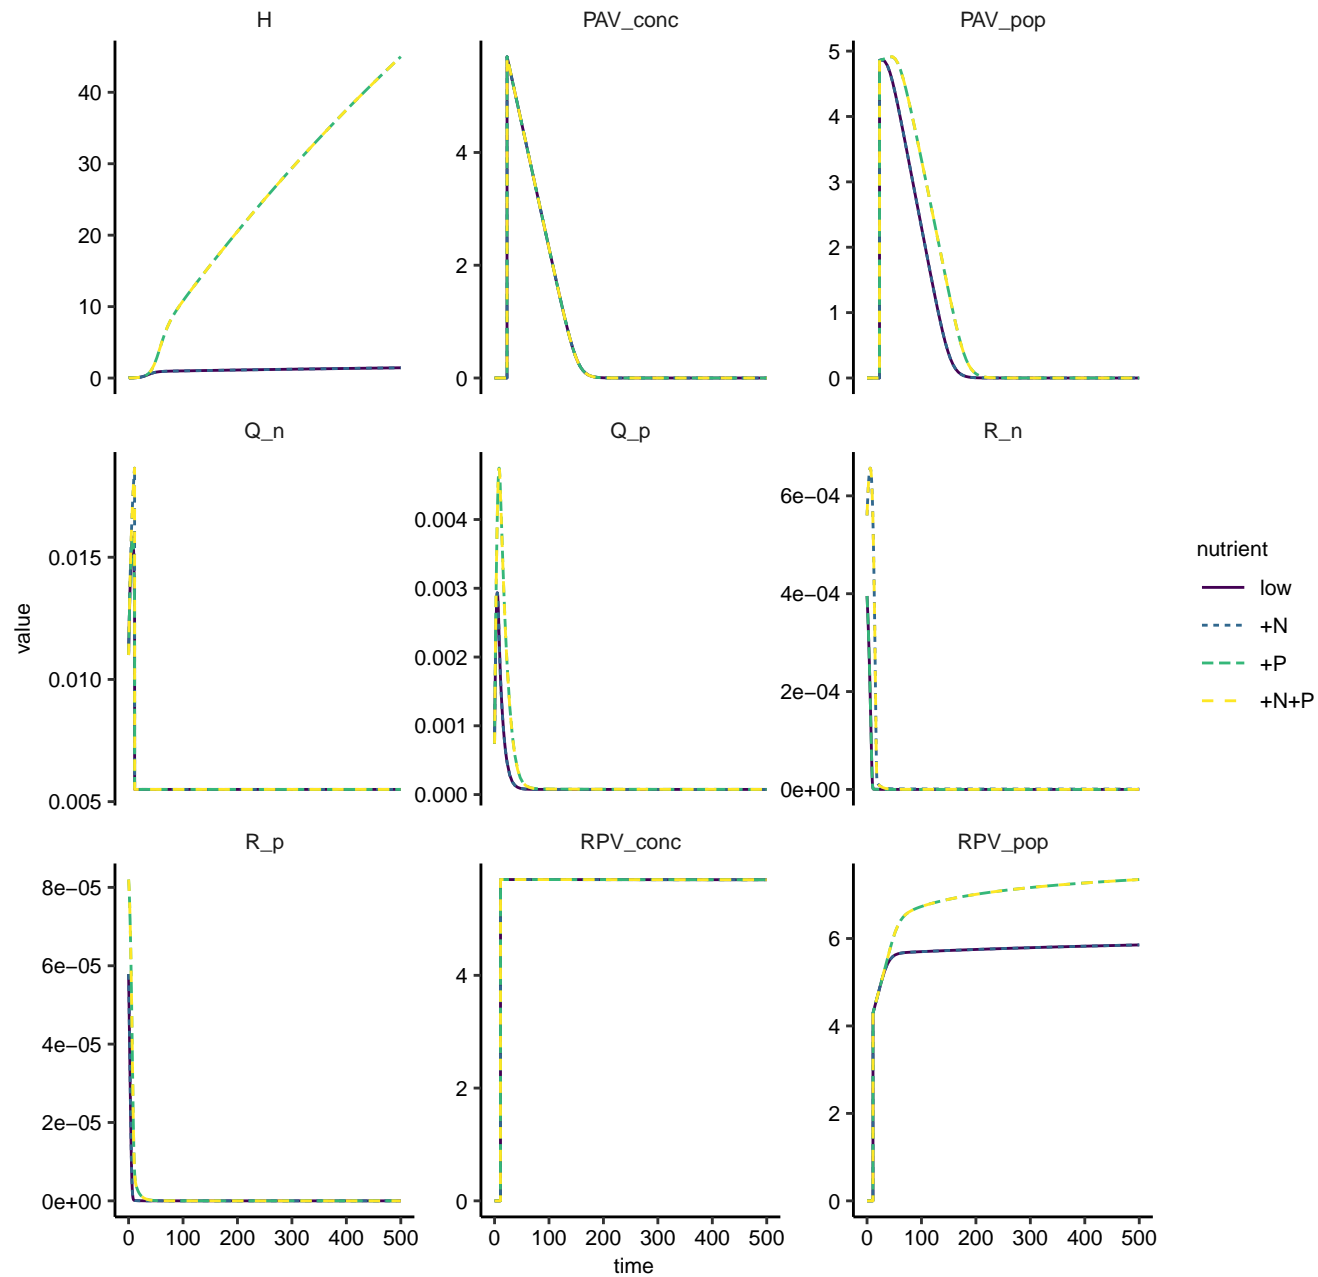 H PAV_conc PAV_pop
40
30
20
10
0
4
2
0
5
4
3
2
1
0
Q_n Q_p R_n
0.015
0.010
0.005
0.004
0.003
0.002
0.001
0.000
6e−04
4e−04
2e−04
0e+00
R_p RPV_conc RPV_pop
8e−05
6e−05
4e−05
2e−05
0e+00
4
2
0
6
4
2
0
0 100 200 300 400 500 0 100 200 300 400 500 0 100 200 300 400 500
time
value
nutrient
low
+N
+P
+N+P